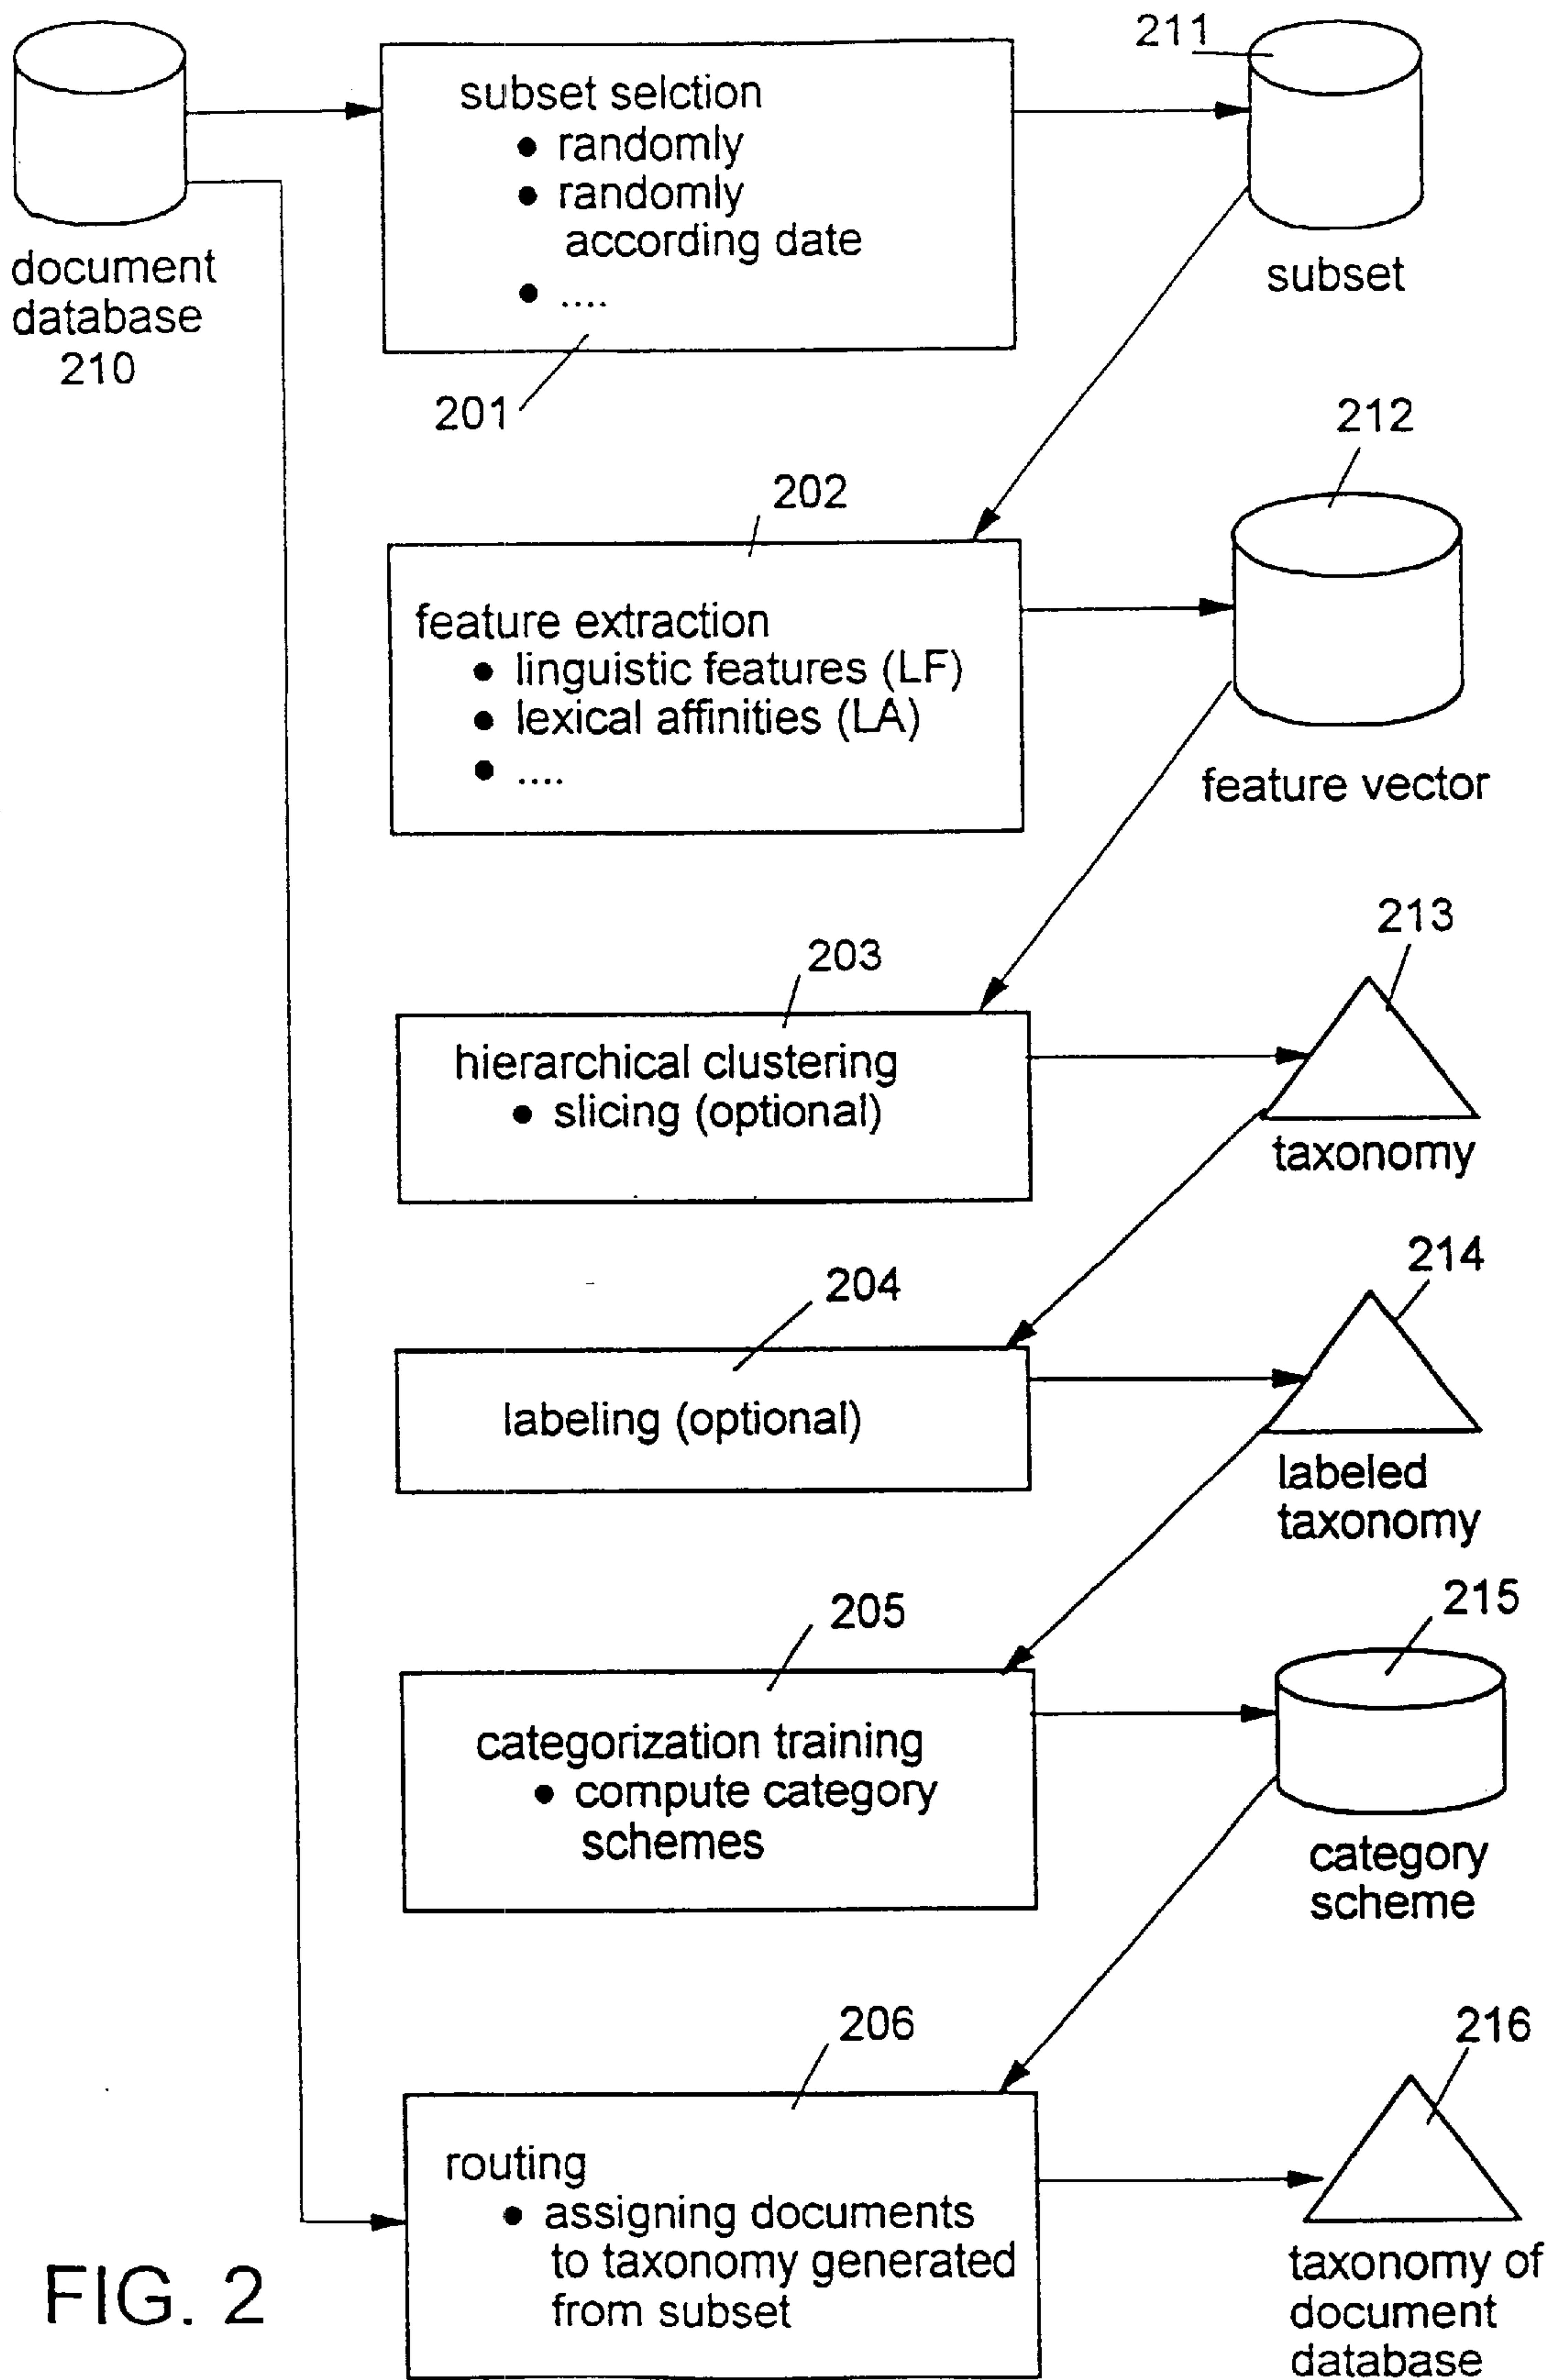 211
subset selction
● randomly
● randomly
according date
● ....
document
database
210
subset
201
212
202
feature extraction
● linguistic features (LF)
● lexical affinities (LA)
● ....
feature vector
213
203
hierarchical clustering
● slicing (optional)
taxonomy
214
204
labeling (optional)
labeled
taxonomy
215
205
categorization training
● compute category
schemes
category
scheme
206
216
routing
● assigning documents
to taxonomy generated
from subset
taxonomy of
document
database
FIG. 2